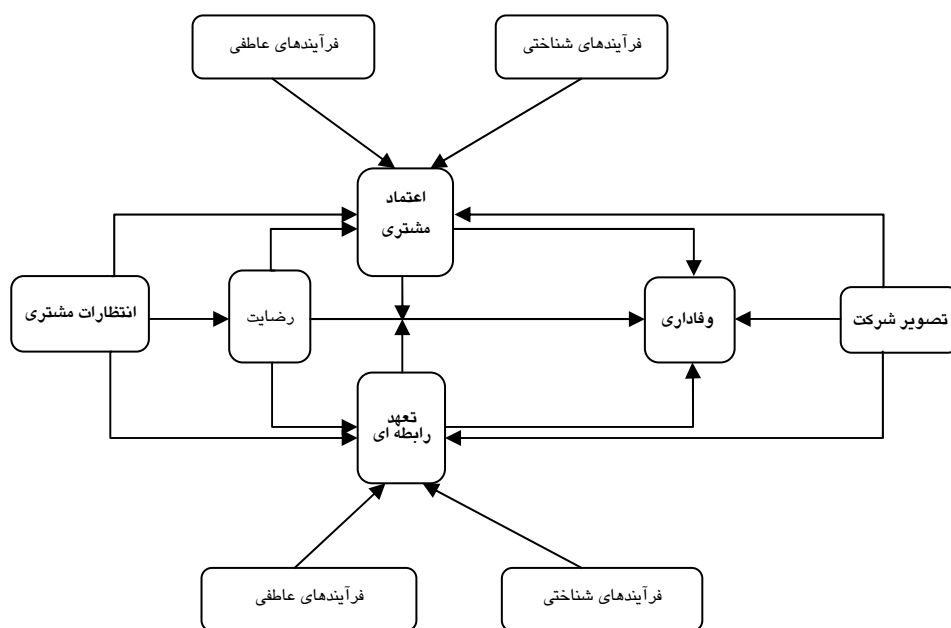 فرآیندهای شناختی
فرآیندهای عاطفی
اعتماد
مشتری
تصویر شرکت
وفاداری
رضایت
انتظارات مشتری
تعهد
رابطه ای
فرآیندهای شناختی
فرآیندهای عاطفی